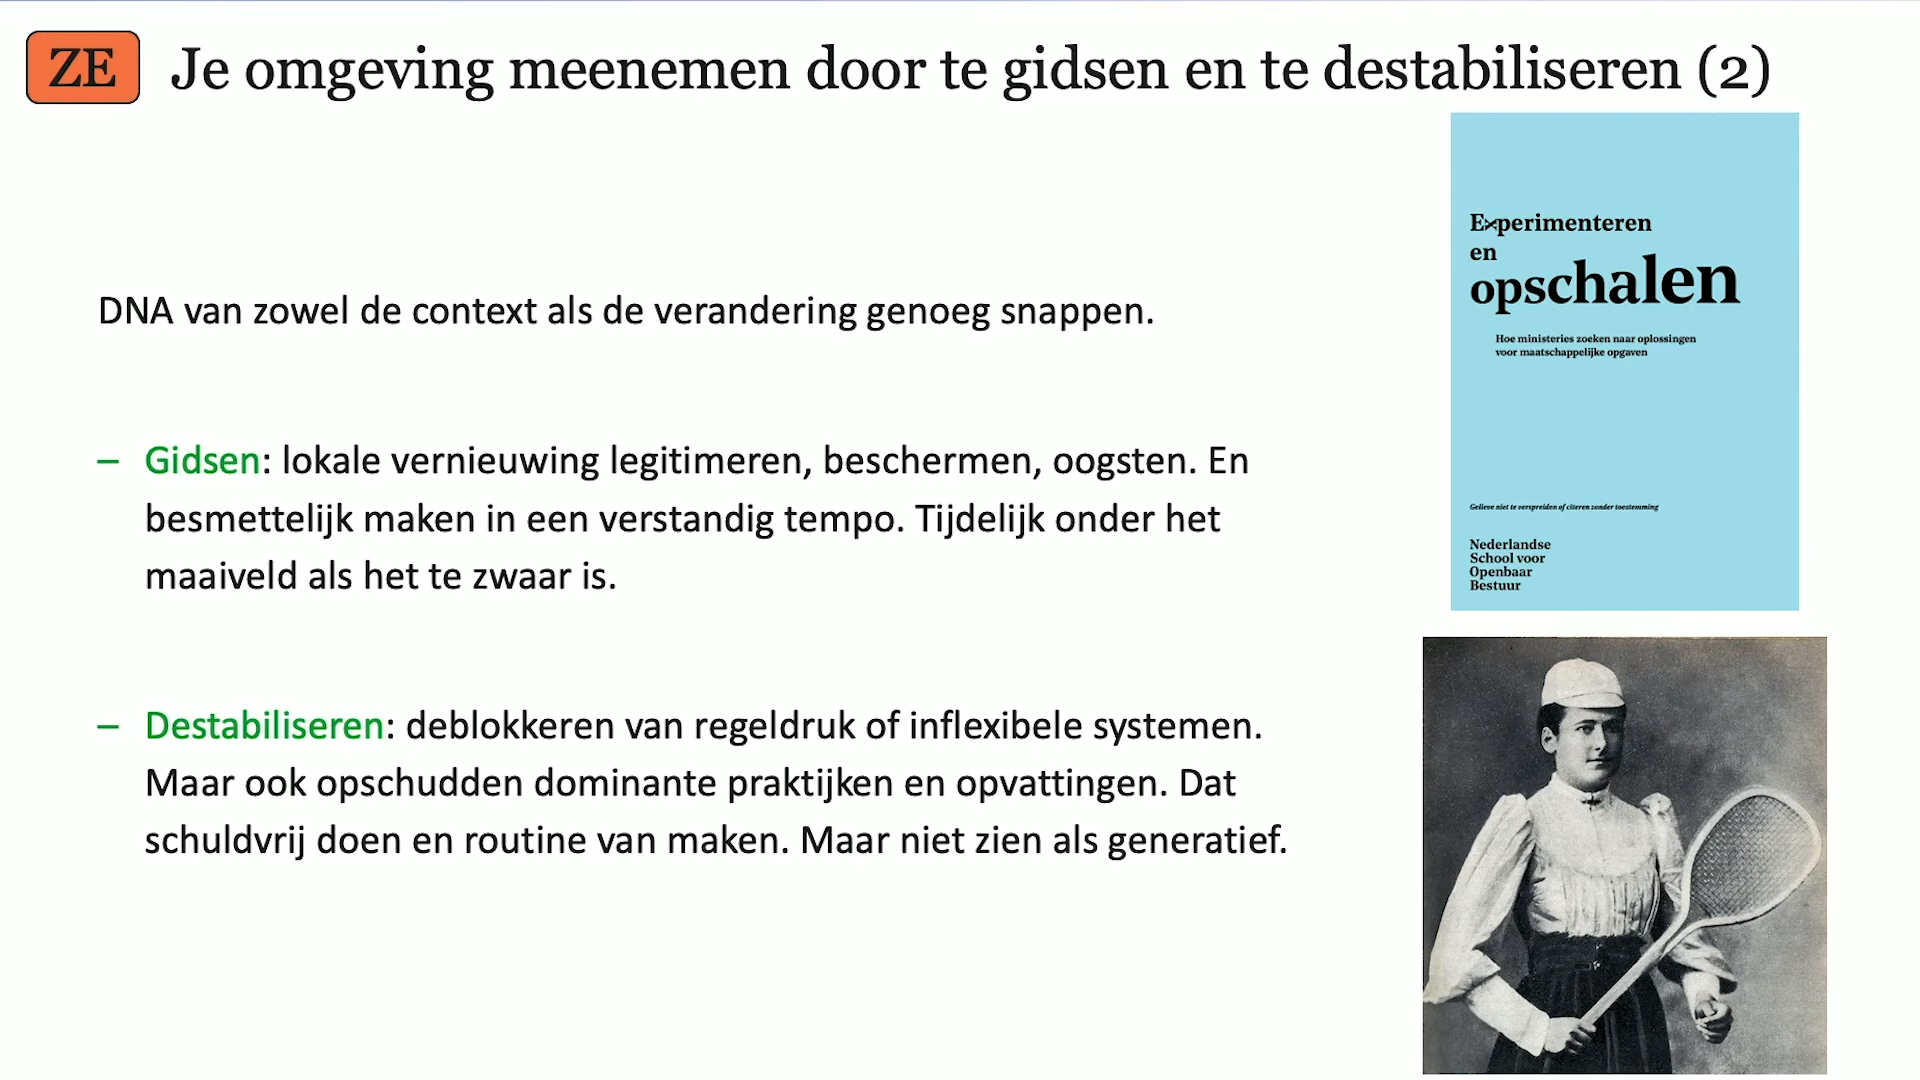 ZE Je omgeving meenemen door te gidsen en te destabiliseren (2)
DNA van zowel de context als de verandering genoeg snappen.
– Gidsen: lokale vernieuwing legitimeren, beschermen, oogsten. En
besmettelijk maken in een verstandig tempo. Tijdelijk onder het
maaiveld als het te zwaar is.
– Destabiliseren: deblokkeren van regeldruk of inflexibele systemen.
Maar ook opschudden dominante praktijken en opvattingen. Dat
schuldvrij doen en routine van maken. Maar niet zien als generatief.
Experimenteren
en
opschalen
Hoe ministeries zoeken naar oplossingen
voor maatschappelijke opgaven
Gelieve niet te verspreiden of citeren zonder toestemming
Nederlandse
School voor
Openbaar
Bestuur